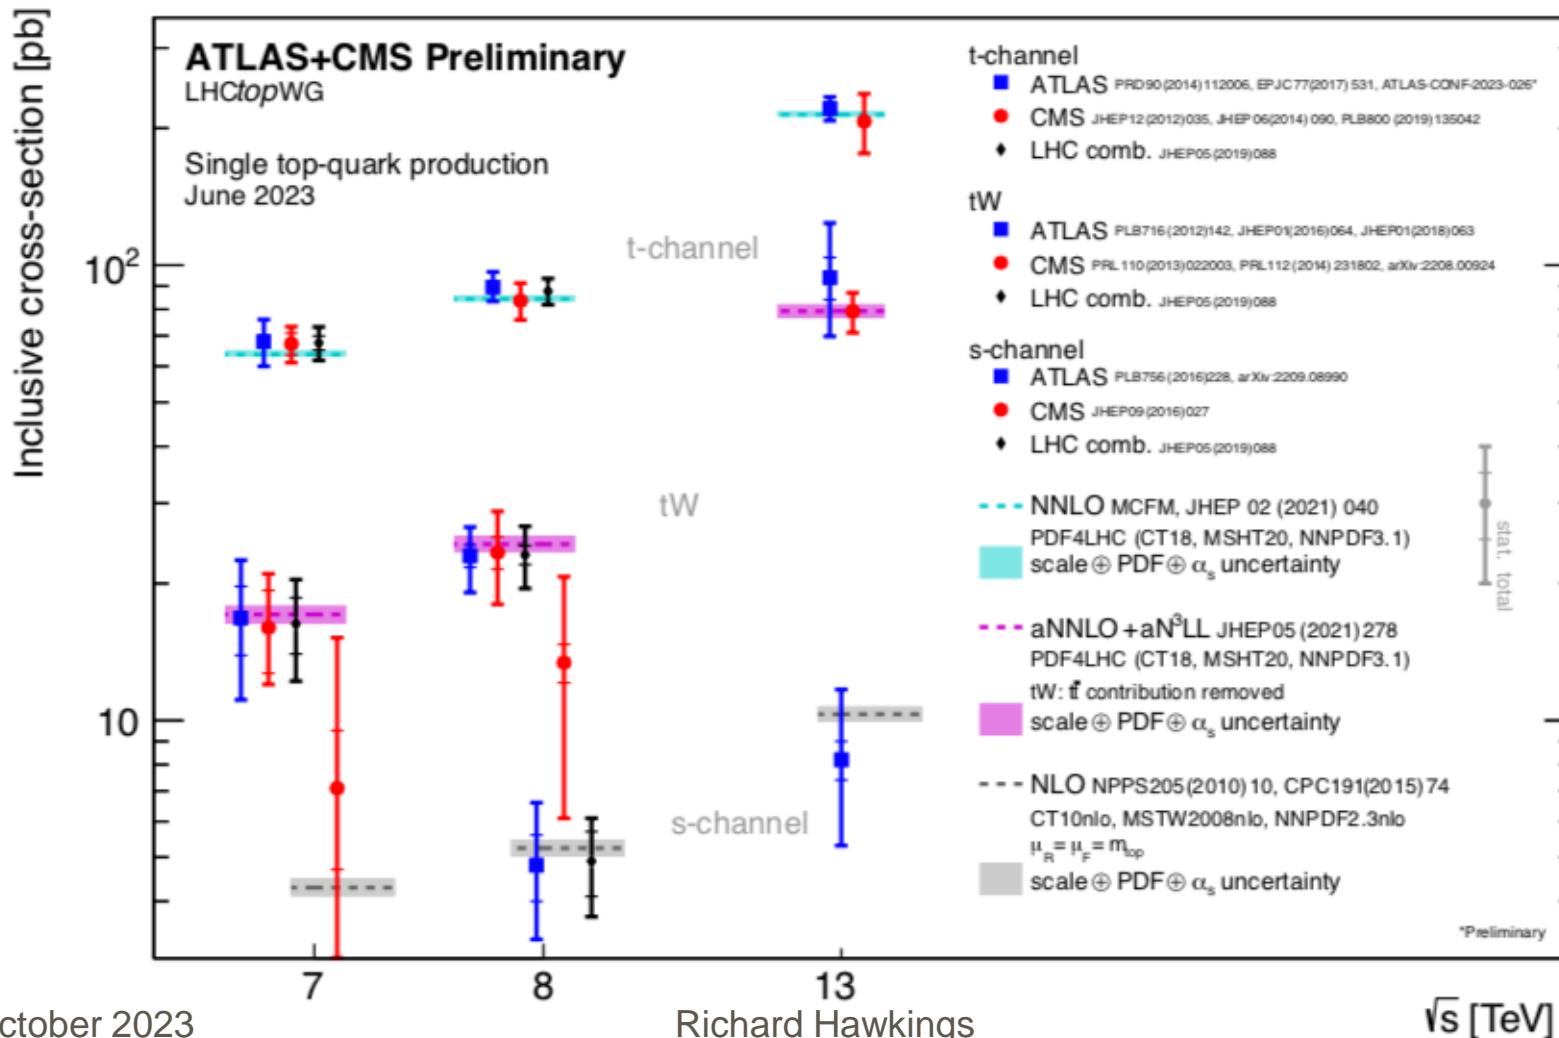 Inclusive cross-section [pb]
ATLAS+CMS Preliminary
LHCtopWG
Single top-quark production
June 2023
10²
10
t-channel
tW
s-channel
t-channel
ATLAS PRD90(2014)112006, EPJC77(2017)531, ATLAS-CONF-2023-026*
CMS JHEP12(2012)035, JHEP06(2014)090, PLB800(2019)135042
LHC comb. JHEP05(2019)088
tW
ATLAS PLB716(2012)142, JHEP01(2016)064, JHEP01(2018)063
CMS PRL110(2013)022003, PRL112(2014)231802, arXiv:2208.00924
LHC comb. JHEP05(2019)088
s-channel
ATLAS PLB756(2016)228, arXiv:2209.08990
CMS JHEP09(2016)027
LHC comb. JHEP05(2019)088
NNLO MCFM, JHEP 02 (2021) 040
PDF4LHC (CT18, MSHT20, NNPDF3.1)
scale ⊕ PDF ⊕ αs uncertainty
aNNLO+aN³LL JHEP05(2021)278
PDF4LHC (CT18, MSHT20, NNPDF3.1)
tW: tt̄ contribution removed
scale ⊕ PDF ⊕ αs uncertainty
NLO NPPS205(2010)10, CPC191(2015)74
CT10nlo, MSTW2008nlo, NNPDF2.3nlo
μR = μF = mtop
scale ⊕ PDF ⊕ αs uncertainty
stat. total
*Preliminary
7 8 13
√s [TeV]
ctober 2023
Richard Hawkings